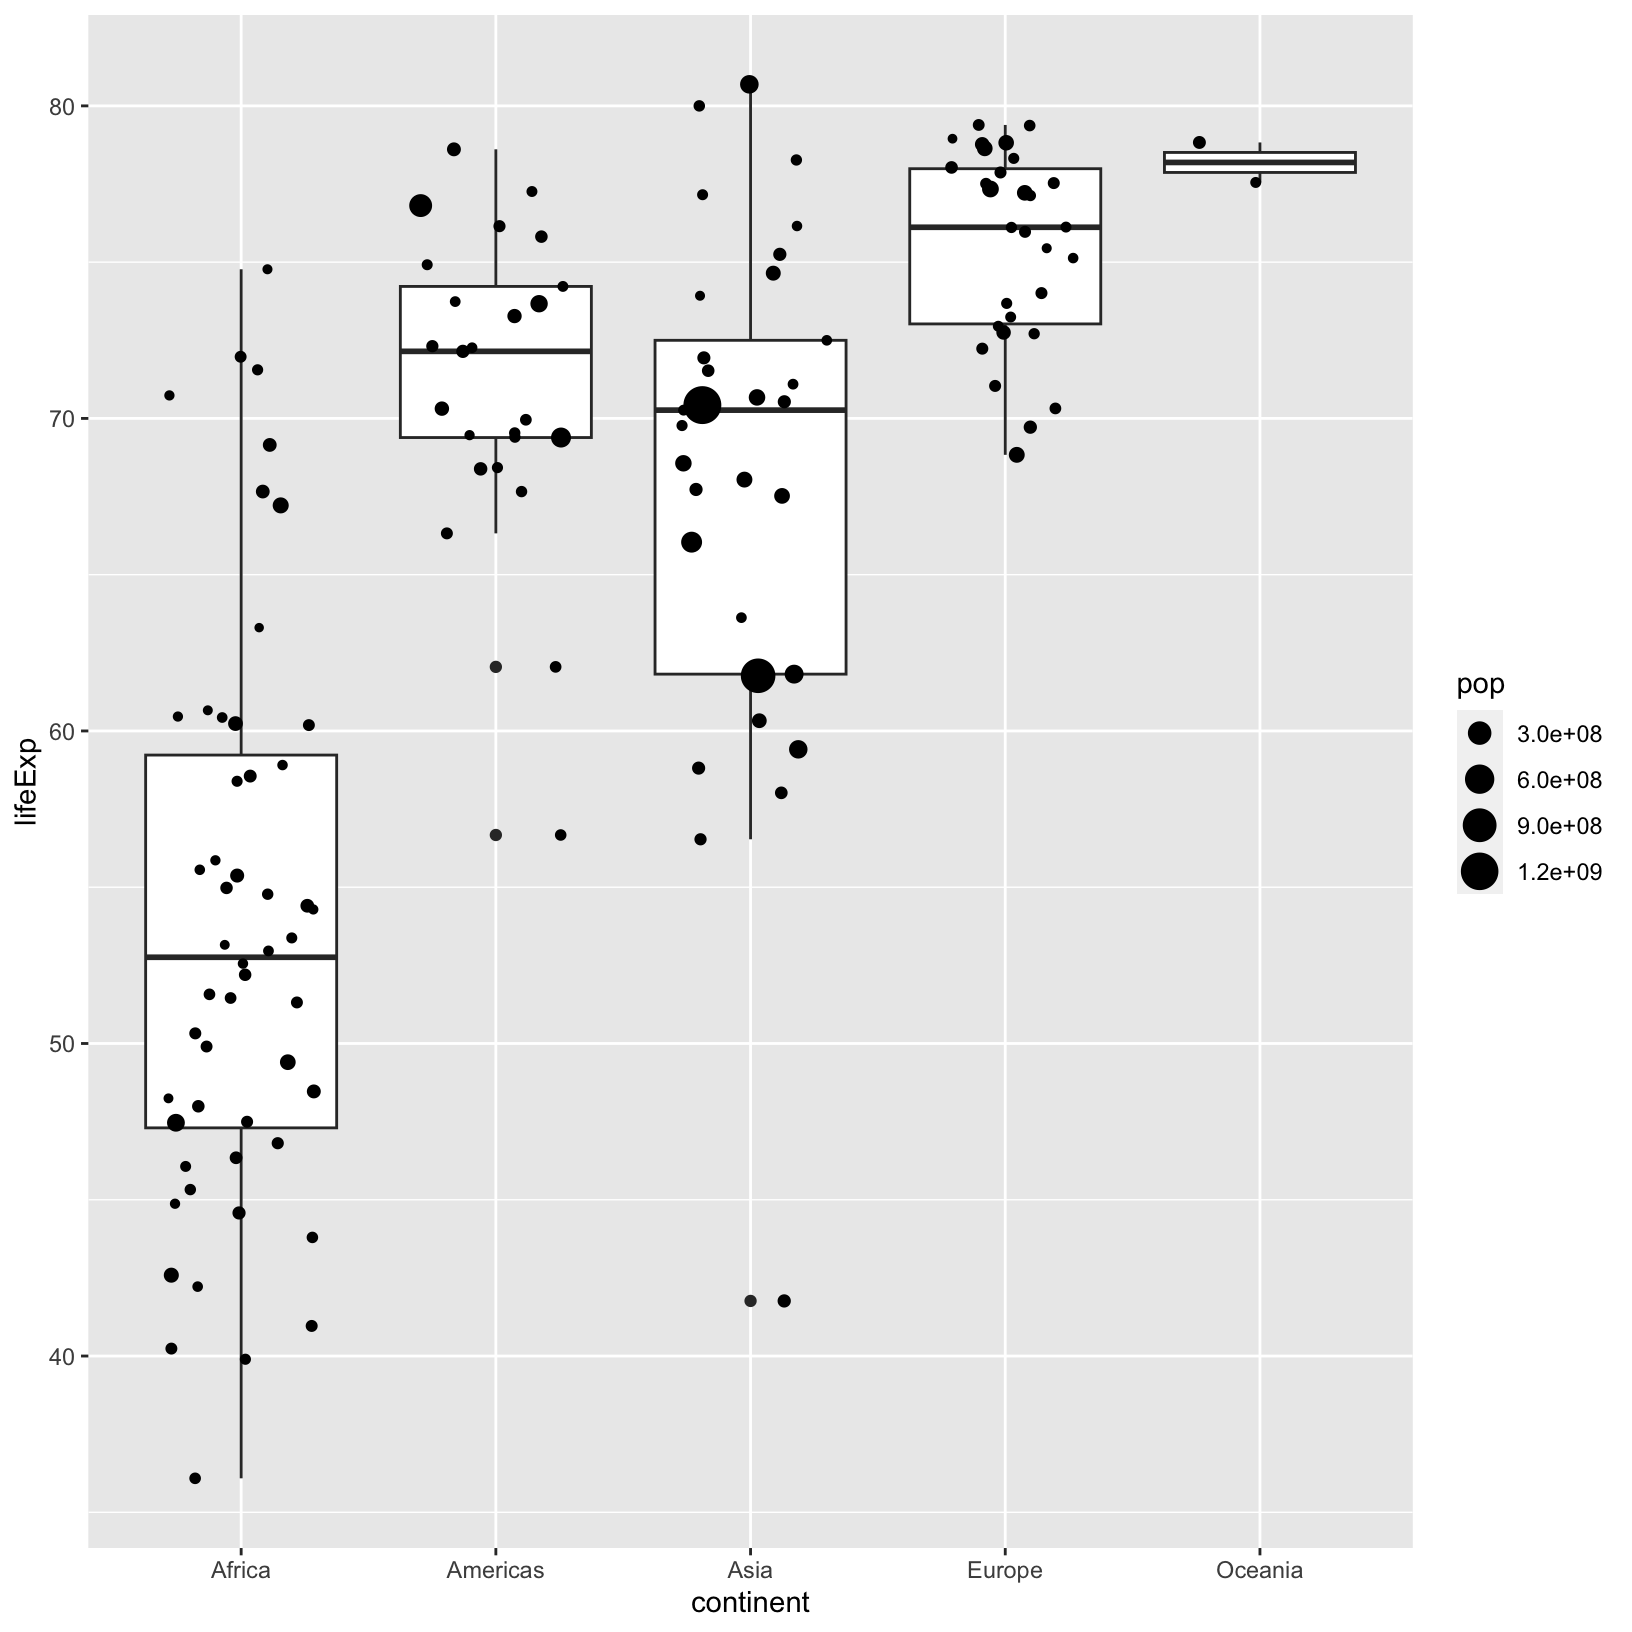 lifeExp
80
70
60
50
40
Africa Americas Asia Europe Oceania
continent
pop
3.0e+08
6.0e+08
9.0e+08
1.2e+09